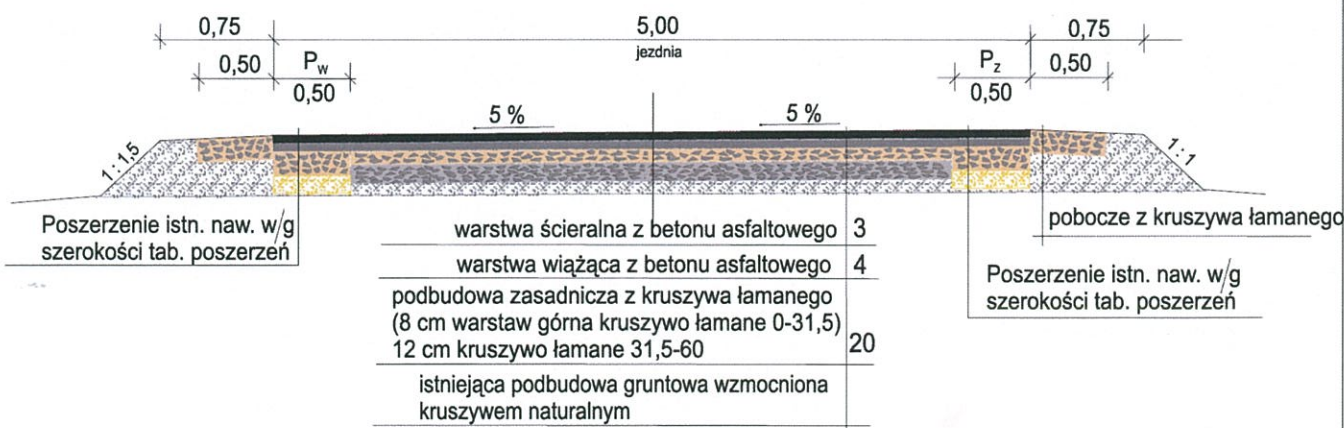 0,75
5,00
0,75
jezdnia
0,50
Pw
0,50
Pz
0,50
0,50
5 %
5 %
1:1,5
1:1
Poszerzenie istn. naw. w/g
szerokości tab. poszerzeń
warstwa ścieralna z betonu asfaltowego 3
warstwa wiążąca z betonu asfaltowego 4
podbudowa zasadnicza z kruszywa łamanego
(8 cm warstaw górna kruszywo łamane 0-31,5)
12 cm kruszywo łamane 31,5-60 20
istniejąca podbudowa gruntowa wzmocniona
kruszywem naturalnym
pobocze z kruszywa łamanego
Poszerzenie istn. naw. w/g
szerokości tab. poszerzeń